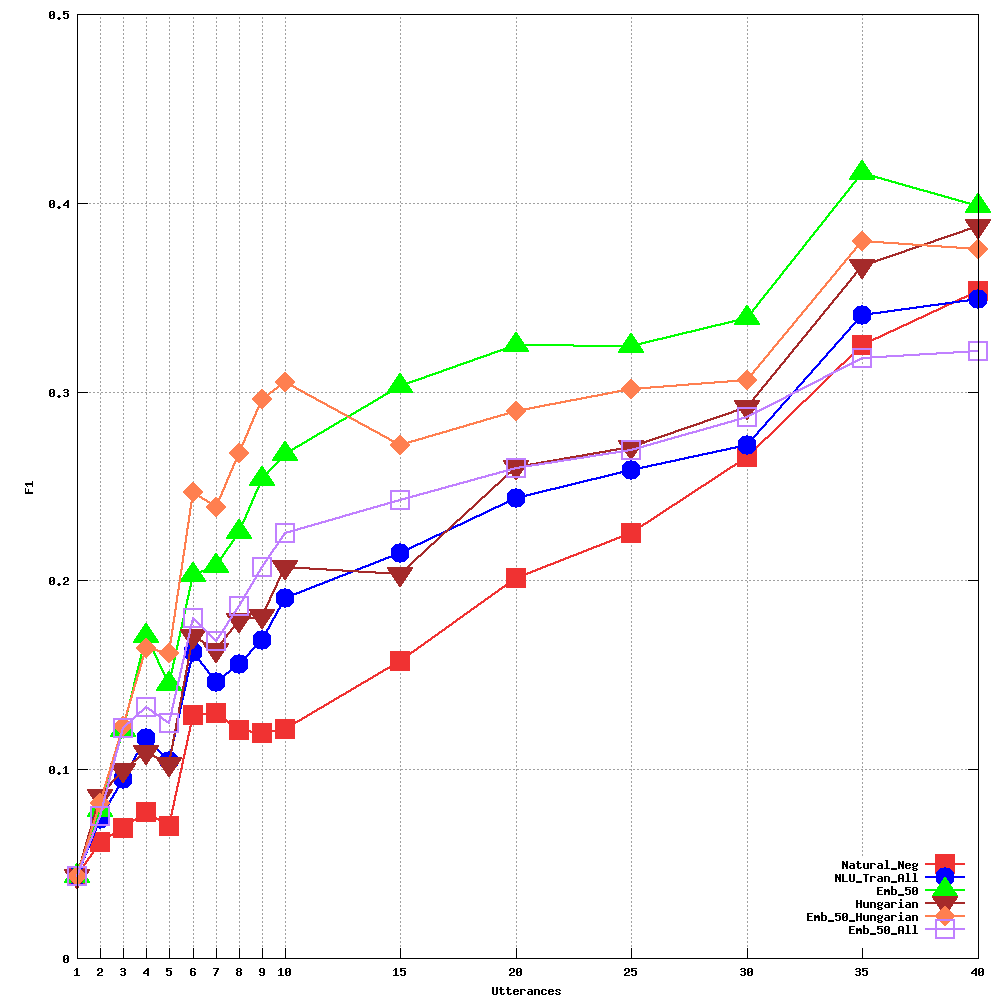 0.5
0.4
0.3
0.2
0.1
0
F1
1 2 3 4 5 6 7 8 9 10 15 20 25 30 35 40
Utterances
Natural_Neg
NLU_Tran_All
Emb_50
Hungarian
Emb_50_Hungarian
Emb_50_All